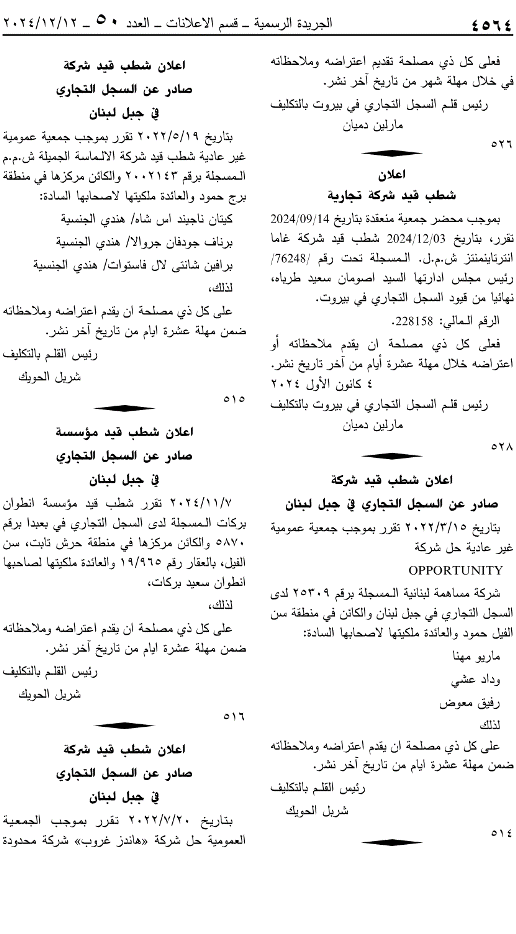 ٤٥٦٤
الجريدة الرسمية – قسم الاعلانات – العدد ٥٠ – ٢٠٢٤/١٢/١٢
فعلى كل ذي مصلحة تقديم اعتراضه وملاحظاته
في خلال مهلة شهر من تاريخ آخر نشر.
رئيس قلم السجل التجاري في بيروت بالتكليف
مارلين دميان
٥٢٦
اعلان
شطب قيد شركة تجارية
بموجب محضر جمعية منعقدة بتاريخ 2024/09/14
تقرر، بتاريخ 2024/12/03 شطب قيد شركة غاما
انترتاينمنتز ش.م.ل. المسجلة تحت رقم /76248/
رئيس مجلس ادارتها السيد اصومان سعيد طرباه،
نهائيا من قيود السجل التجاري في بيروت.
الرقم المالي: 228158.
فعلى كل ذي مصلحة ان يقدم ملاحظاته أو
اعتراضه خلال مهلة عشرة أيام من آخر تاريخ نشر.
٤ كانون الأول ٢٠٢٤
رئيس قلم السجل التجاري في بيروت بالتكليف
مارلين دميان
٥٢٨
اعلان شطب قيد شركة
صادر عن السجل التجاري في جبل لبنان
بتاريخ ٢٠٢٢/٣/١٥ تقرر بموجب جمعية عمومية
غير عادية حل شركة
OPPORTUNITY
شركة مساهمة لبنانية المسجلة برقم ٢٥٣٠٩ لدى
السجل التجاري في جبل لبنان والكائن في منطقة سن
الفيل حمود والعائدة ملكيتها لاصحابها السادة:
ماريو مهنا
وداد عشي
رفيق معوض
لذلك
على كل ذي مصلحة ان يقدم اعتراضه وملاحظاته
ضمن مهلة عشرة ايام من تاريخ آخر نشر.
رئيس القلم بالتكليف
شربل الحويك
٥١٤
اعلان شطب قيد شركة
صادر عن السجل التجاري
في جبل لبنان
بتاريخ ٢٠٢٢/٥/١٩ تقرر بموجب جمعية عمومية
غير عادية شطب قيد شركة الالماسة الجميلة ش.م.م
المسجلة برقم ٢٠٠٢١٤٣ والكائن مركزها في منطقة
برج حمود والعائدة ملكيتها لاصحابها السادة:
كيتان ناجيند اس شاه/ هندي الجنسية
برناف جودفان جروالا/ هندي الجنسية
برافين شانتى لال فاستوات/ هندي الجنسية
لذلك،
على كل ذي مصلحة ان يقدم اعتراضه وملاحظاته
ضمن مهلة عشرة ايام من تاريخ آخر نشر.
رئيس القلم بالتكليف
شربل الحويك
٥١٥
اعلان شطب قيد مؤسسة
صادر عن السجل التجاري
في جبل لبنان
٢٠٢٤/١١/٧ تقرر شطب قيد مؤسسة انطوان
بركات المسجلة لدى السجل التجاري في بعبدا برقم
٥٨٧٠ والكائن مركزها في منطقة حرش تابت، سن
الفيل، بالعقار رقم ١٩/٩٦٥ والعائدة ملكيتها لصاحبها
انطوان سعيد بركات،
لذلك،
على كل ذي مصلحة ان يقدم اعتراضه وملاحظاته
ضمن مهلة عشرة ايام من تاريخ آخر نشر.
رئيس القلم بالتكليف
شربل الحويك
٥١٦
اعلان شطب قيد شركة
صادر عن السجل التجاري
في جبل لبنان
بتاريخ ٢٠٢٢/٧/٢٠ تقرر بموجب الجمعية
العمومية حل شركة «هاندز غروب» شركة محدودة